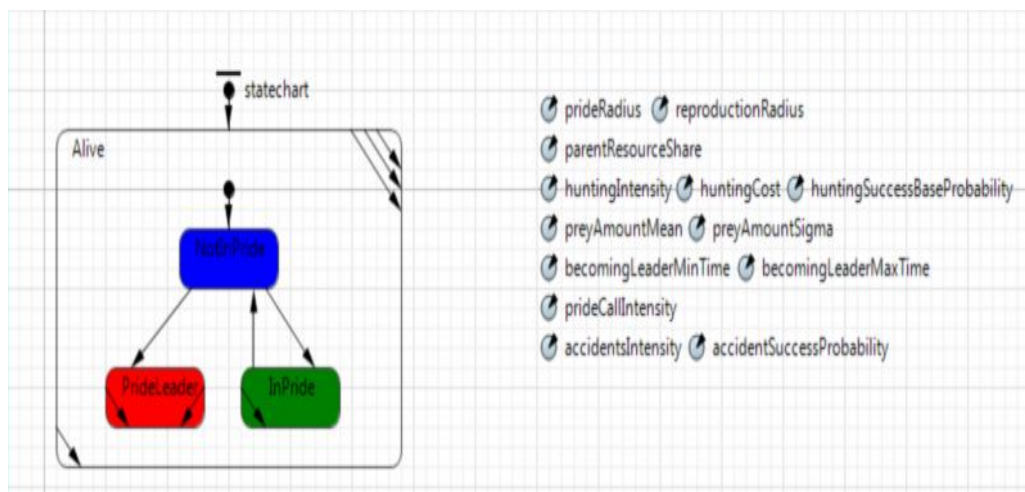 statechart
Alive
NotInPride
PrideLeader
InPride
prideRadius reproductionRadius
parentResourceShare
huntingIntensity huntingCost huntingSuccessBaseProbability
preyAmountMean preyAmountSigma
becomingLeaderMinTime becomingLeaderMaxTime
prideCallIntensity
accidentsIntensity accidentSuccessProbability